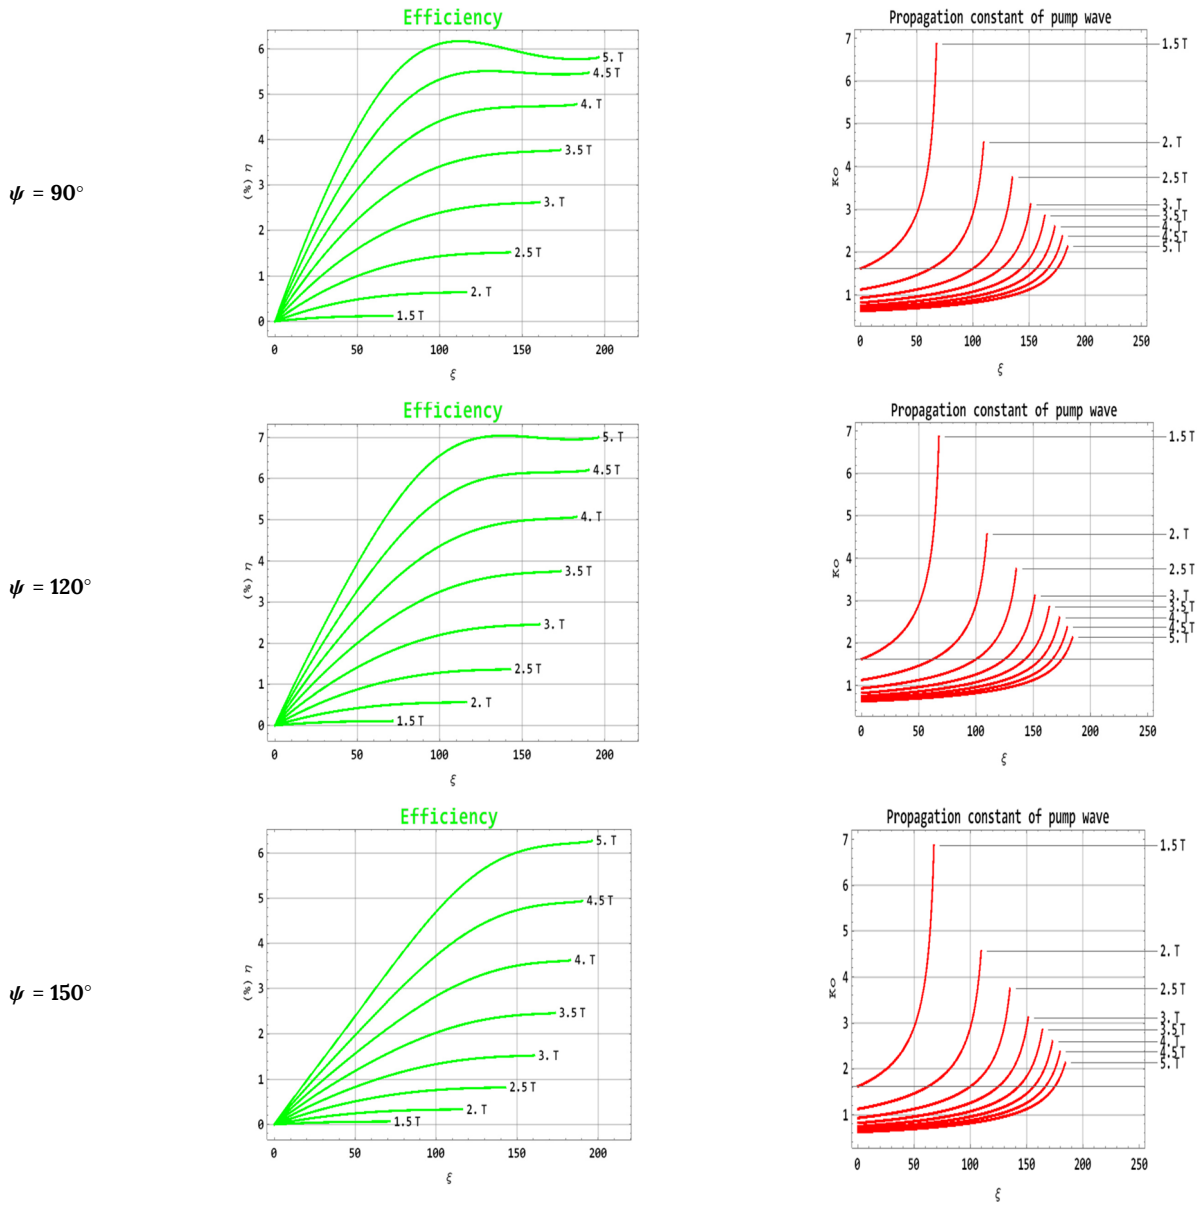 Efficiency
6
5
4
3
2
1
0
(%) η
5. T
4.5 T
4. T
3.5 T
3. T
2.5 T
2. T
1.5 T
0 50 100 150 200
ξ
Propagation constant of pump wave
7
6
5
4
3
2
1
Ko
1.5 T
2. T
2.5 T
3. T
3.5 T
4. T
4.5 T
5. T
0 50 100 150 200 250
ξ
ψ = 90°
Efficiency
7
6
5
4
3
2
1
0
(%) η
5. T
4.5 T
4. T
3.5 T
3. T
2.5 T
2. T
1.5 T
0 50 100 150 200
ξ
Propagation constant of pump wave
7
6
5
4
3
2
1
Ko
1.5 T
2. T
2.5 T
3. T
3.5 T
4. T
4.5 T
5. T
0 50 100 150 200 250
ξ
ψ = 120°
Efficiency
6
5
4
3
2
1
0
(%) η
5. T
4.5 T
4. T
3.5 T
3. T
2.5 T
2. T
1.5 T
0 50 100 150 200
ξ
Propagation constant of pump wave
7
6
5
4
3
2
1
Ko
1.5 T
2. T
2.5 T
3. T
3.5 T
4. T
4.5 T
5. T
0 50 100 150 200 250
ξ
ψ = 150°